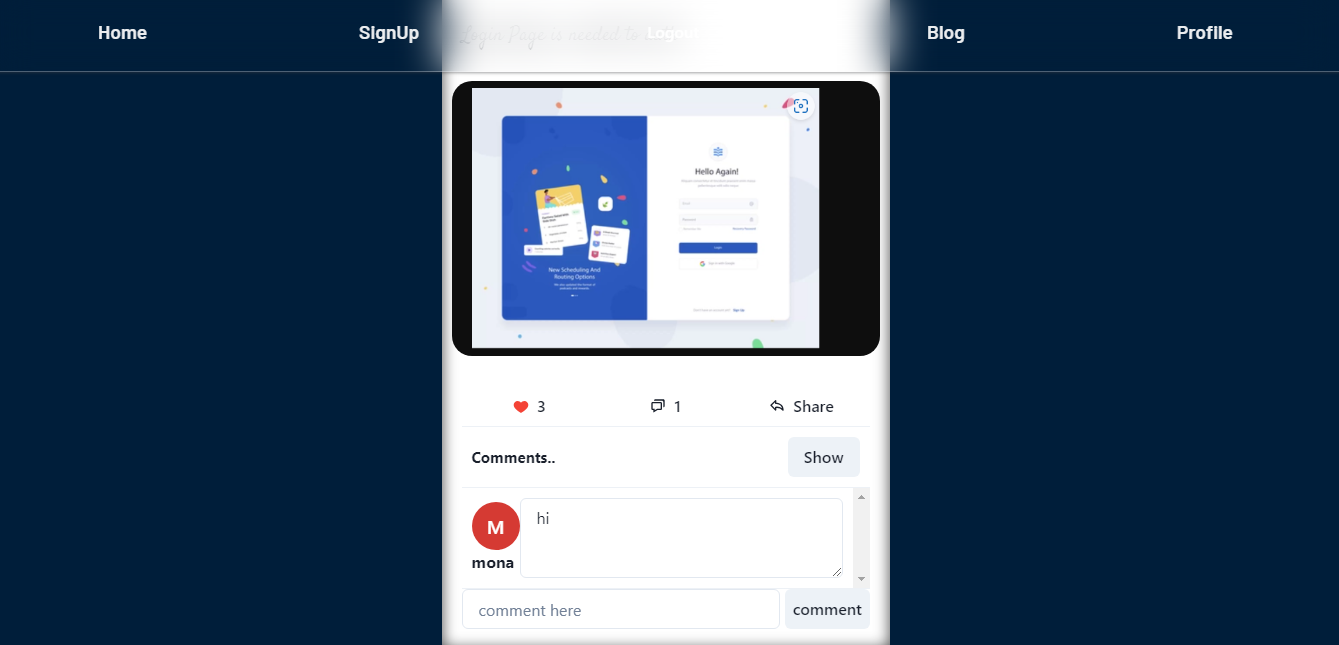 Home SignUp Logout Blog Profile
Login Page is needed to
Hello Again!
Login
New Scheduling And
Routing Options
3 1 Share
Comments.. Show
M hi
mona
comment here comment